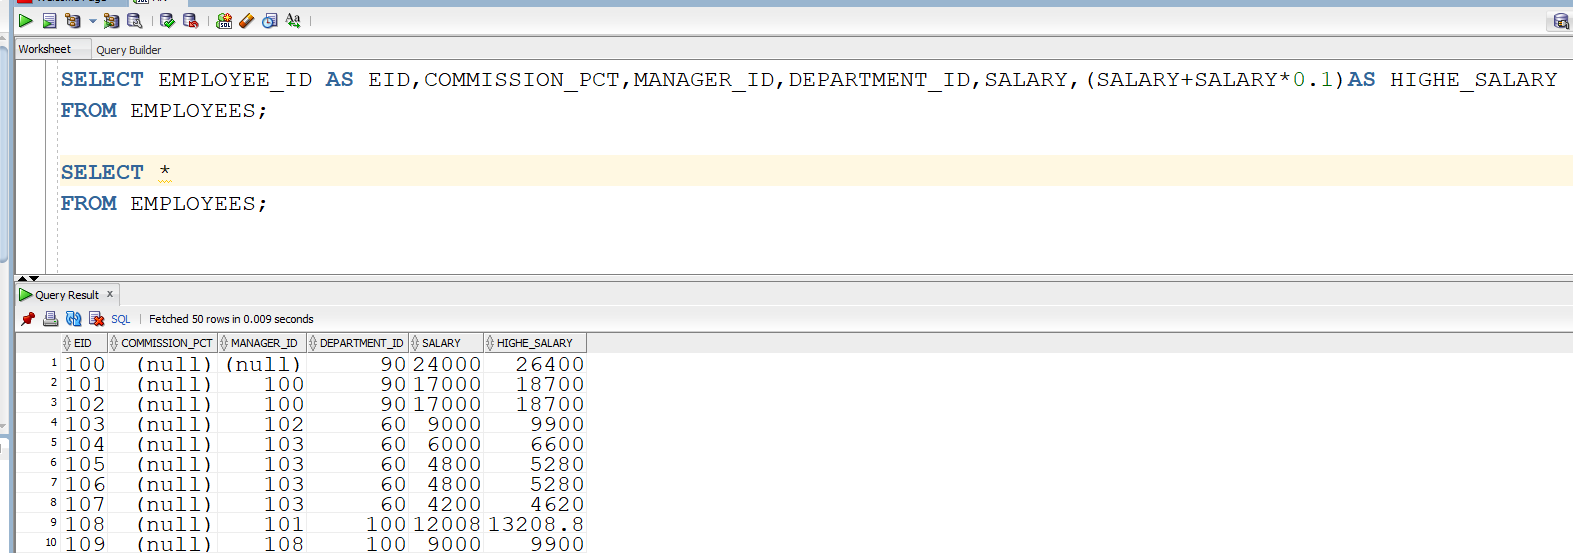 Worksheet Query Builder
SELECT EMPLOYEE_ID AS EID,COMMISSION_PCT,MANAGER_ID,DEPARTMENT_ID,SALARY,(SALARY+SALARY*0.1)AS HIGHE_SALARY
FROM EMPLOYEES;
SELECT *
FROM EMPLOYEES;
Query Result x
SQL | Fetched 50 rows in 0.009 seconds
EID COMMISSION_PCT MANAGER_ID DEPARTMENT_ID SALARY HIGHE_SALARY
1 100 (null) (null) 90 24000 26400
2 101 (null) 100 90 17000 18700
3 102 (null) 100 90 17000 18700
4 103 (null) 102 60 9000 9900
5 104 (null) 103 60 6000 6600
6 105 (null) 103 60 4800 5280
7 106 (null) 103 60 4800 5280
8 107 (null) 103 60 4200 4620
9 108 (null) 101 100 12008 13208.8
10 109 (null) 108 100 9000 9900